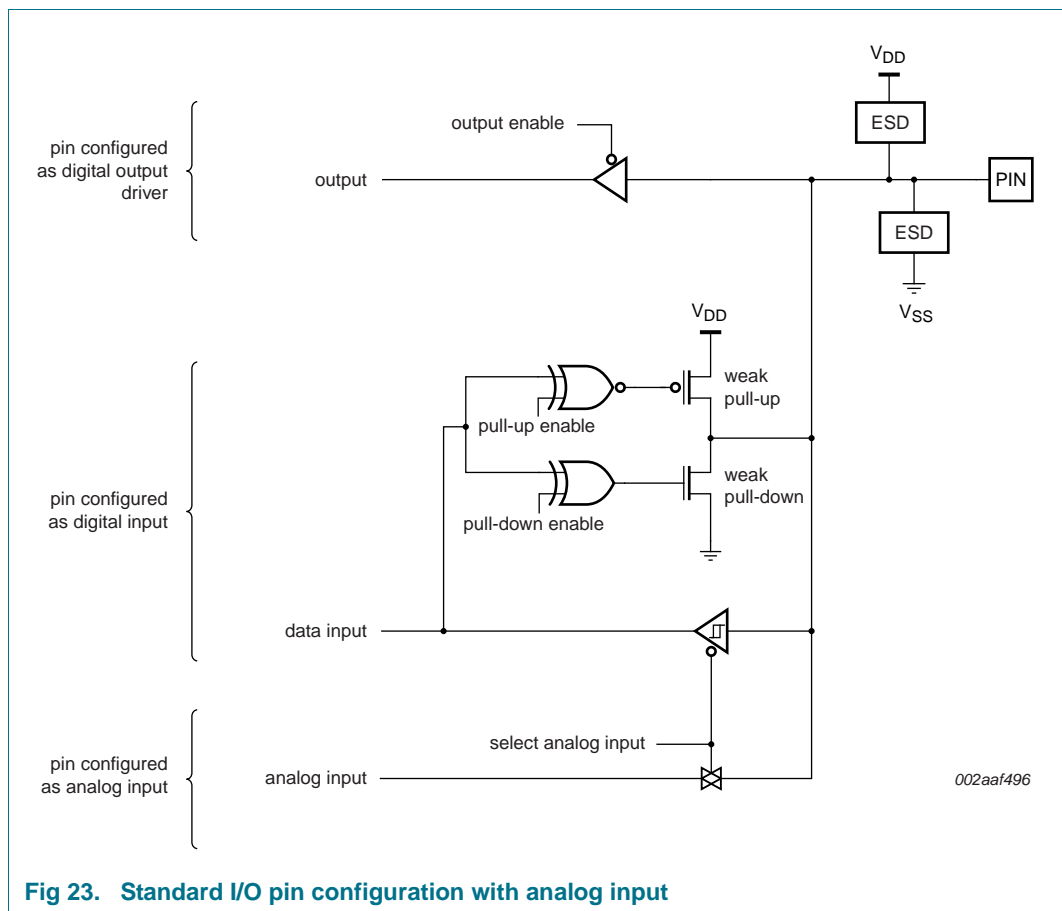 VDD
ESD
output enable
pin configured
as digital output
driver
output
PIN
ESD
VSS
VDD
weak
pull-up
pull-up enable
pin configured
as digital input
weak
pull-down
pull-down enable
data input
select analog input
pin configured
as analog input
analog input
002aaf496
Fig 23. Standard I/O pin configuration with analog input